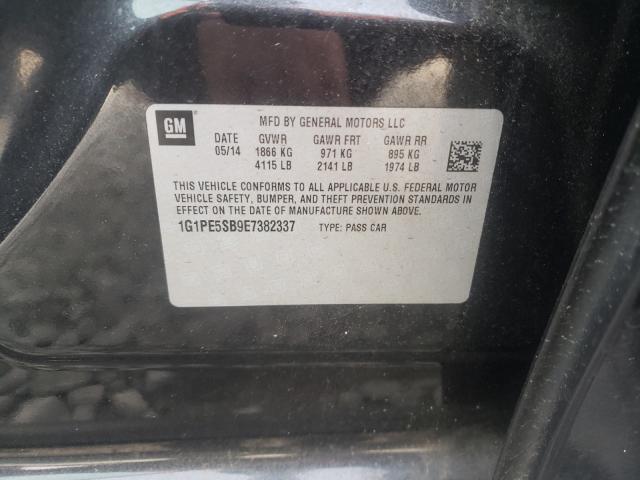 GM
MFD BY GENERAL MOTORS LLC
DATE GVWR GAWR FRT GAWR RR
05/14 1866 KG 971 KG 895 KG
4115 LB 2141 LB 1974 LB
THIS VEHICLE CONFORMS TO ALL APPLICABLE U.S. FEDERAL MOTOR
VEHICLE SAFETY, BUMPER, AND THEFT PREVENTION STANDARDS
IN EFFECT ON THE DATE OF MANUFACTURE SHOWN ABOVE.
1G1PE5SB9E7382337 TYPE: PASS CAR